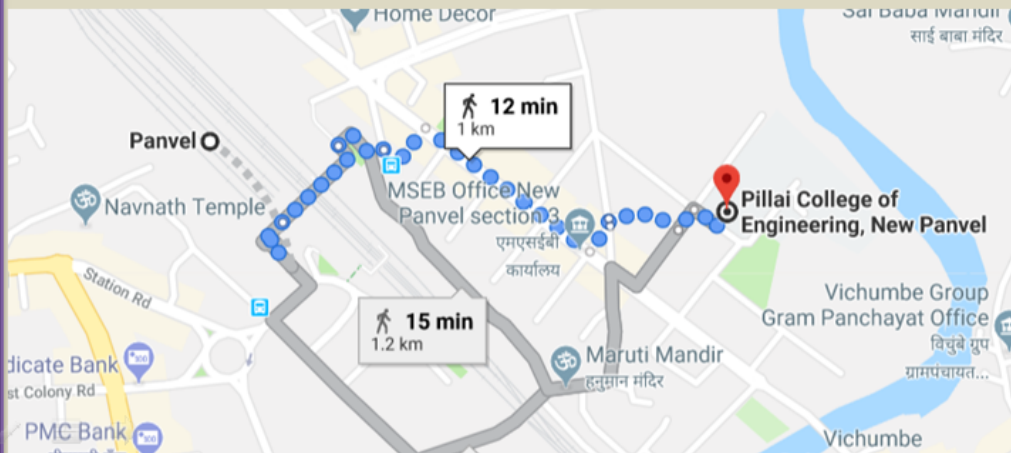 Home Decor
Sai Baba Mandir
साई बाबा मंदिर
12 min
1 km
Panvel
MSEB Office New
Panvel section 3
एमएसईबी
कार्यालय
Navnath Temple
Pillai College of
Engineering, New Panvel
Station Rd
15 min
1.2 km
Vichumbe Group
Gram Panchayat Office
विचुंबे ग्रुप
ग्रामपंचायत...
Maruti Mandir
हनुमान मंदिर
dicate Bank
st Colony Rd
PMC Bank
Vichumbe